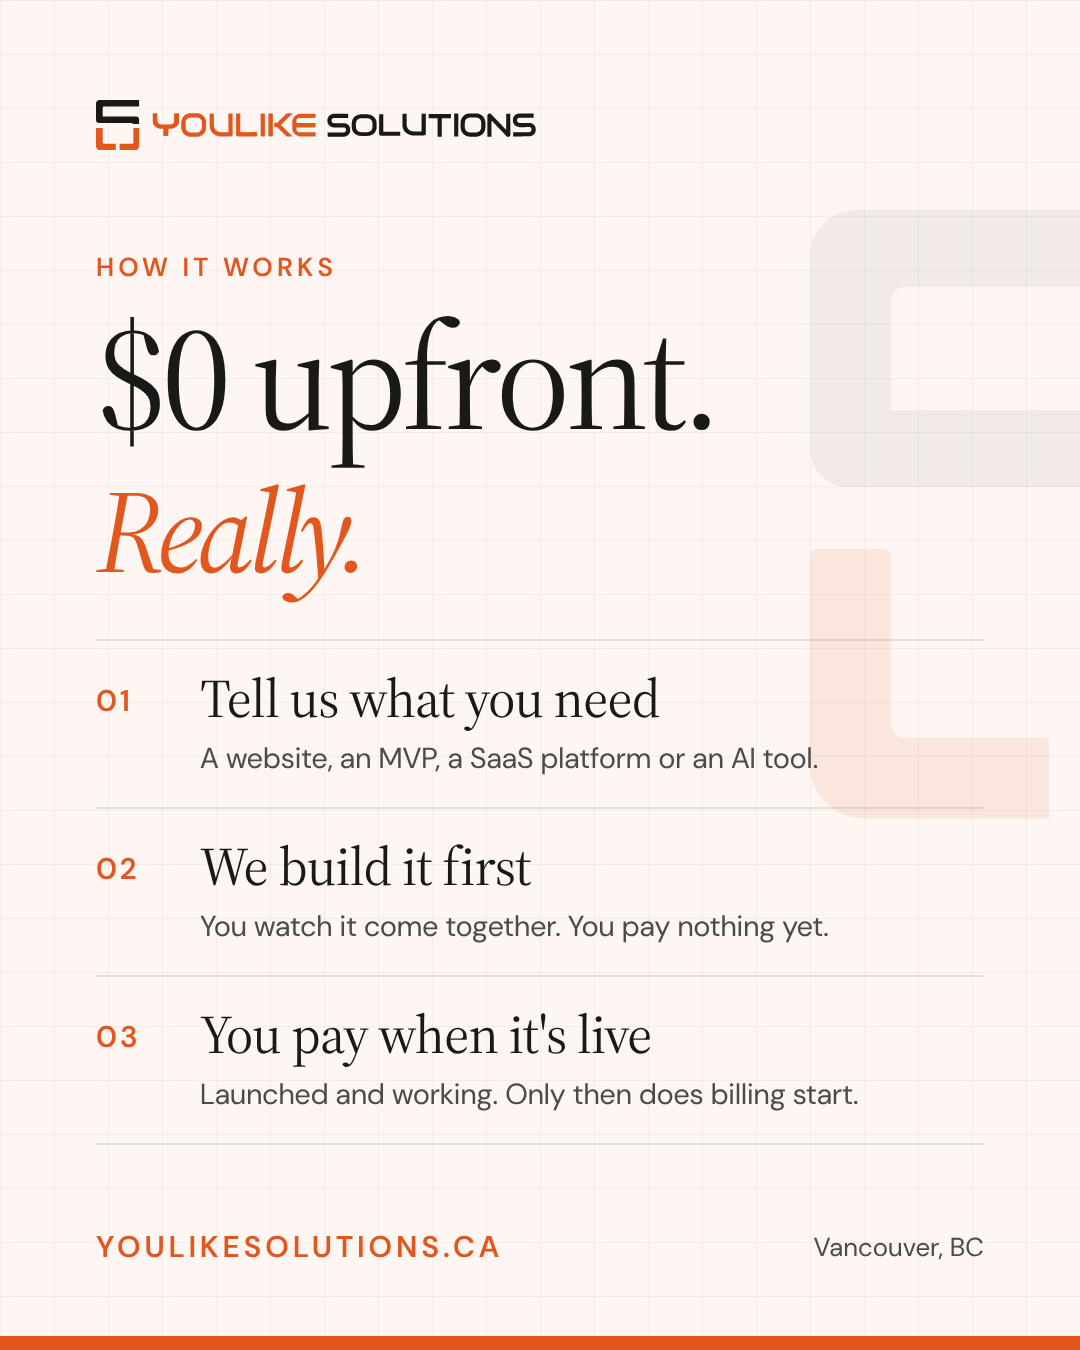 YOULIKE SOLUTIONS
HOW IT WORKS
$0 upfront.
Really.
01
Tell us what you need
A website, an MVP, a SaaS platform or an AI tool.
02
We build it first
You watch it come together. You pay nothing yet.
03
You pay when it's live
Launched and working. Only then does billing start.
YOULIKESOLUTIONS.CA
Vancouver, BC